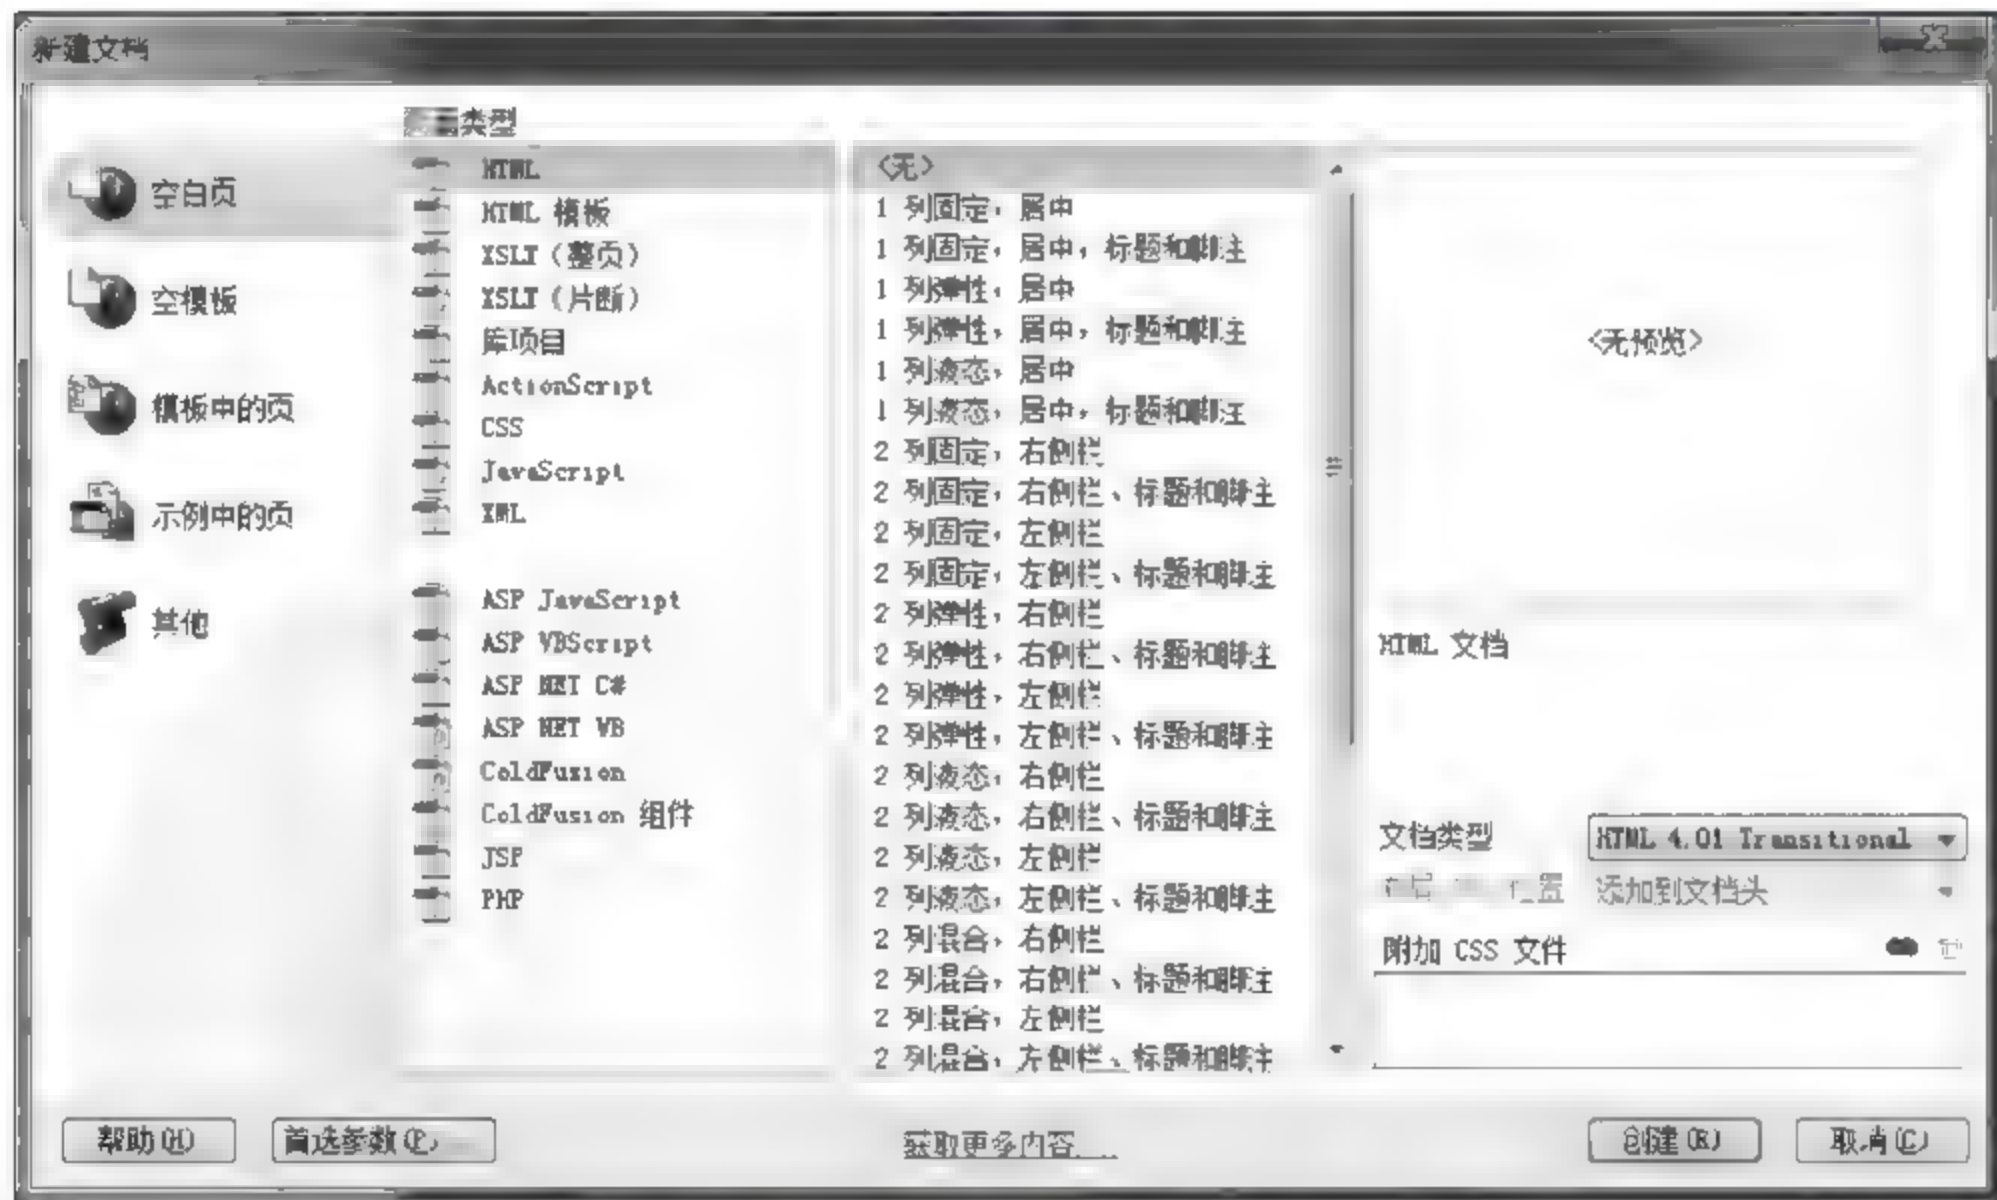 新建文档
类型
空白页
空模板
模板中的页
示例中的页
其他
HTML
HTML 模板
XSLT（整页）
XSLT（片断）
库项目
ActionScript
CSS
JavaScript
XML
ASP JavaScript
ASP VBScript
ASP NET C#
ASP NET VB
ColdFusion
ColdFusion 组件
JSP
PHP
<无>
1 列固定，居中
1 列固定，居中，标题和脚注
1 列弹性，居中
1 列弹性，居中，标题和脚注
1 列液态，居中
1 列液态，居中，标题和脚注
2 列固定，右侧栏
2 列固定，右侧栏、标题和脚注
2 列固定，左侧栏
2 列固定，左侧栏、标题和脚注
2 列弹性，右侧栏
2 列弹性，右侧栏、标题和脚注
2 列弹性，左侧栏
2 列弹性，左侧栏、标题和脚注
2 列液态，右侧栏
2 列液态，右侧栏、标题和脚注
2 列液态，左侧栏
2 列液态，左侧栏、标题和脚注
2 列混合，右侧栏
2 列混合，右侧栏、标题和脚注
2 列混合，左侧栏
2 列混合，左侧栏、标题和脚注
<无预览>
HTML 文档
文档类型
HTML 4.01 Transitional
位置
添加到文档头
附加 CSS 文件
帮助(H)
首选参数(P)
获取更多内容...
创建(R)
取消(C)